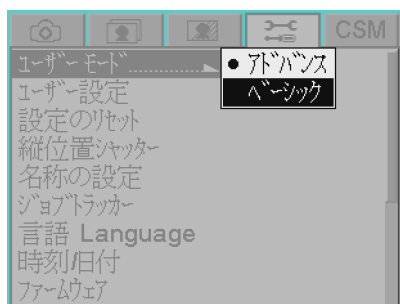 CSM
ユーザーモード............
● アドバンス
ベーシック
ユーザー設定
設定のリセット
縦位置シャッター
名称の設定
ジョブトラッカー
言語 Language
時刻/日付
ファームウェア